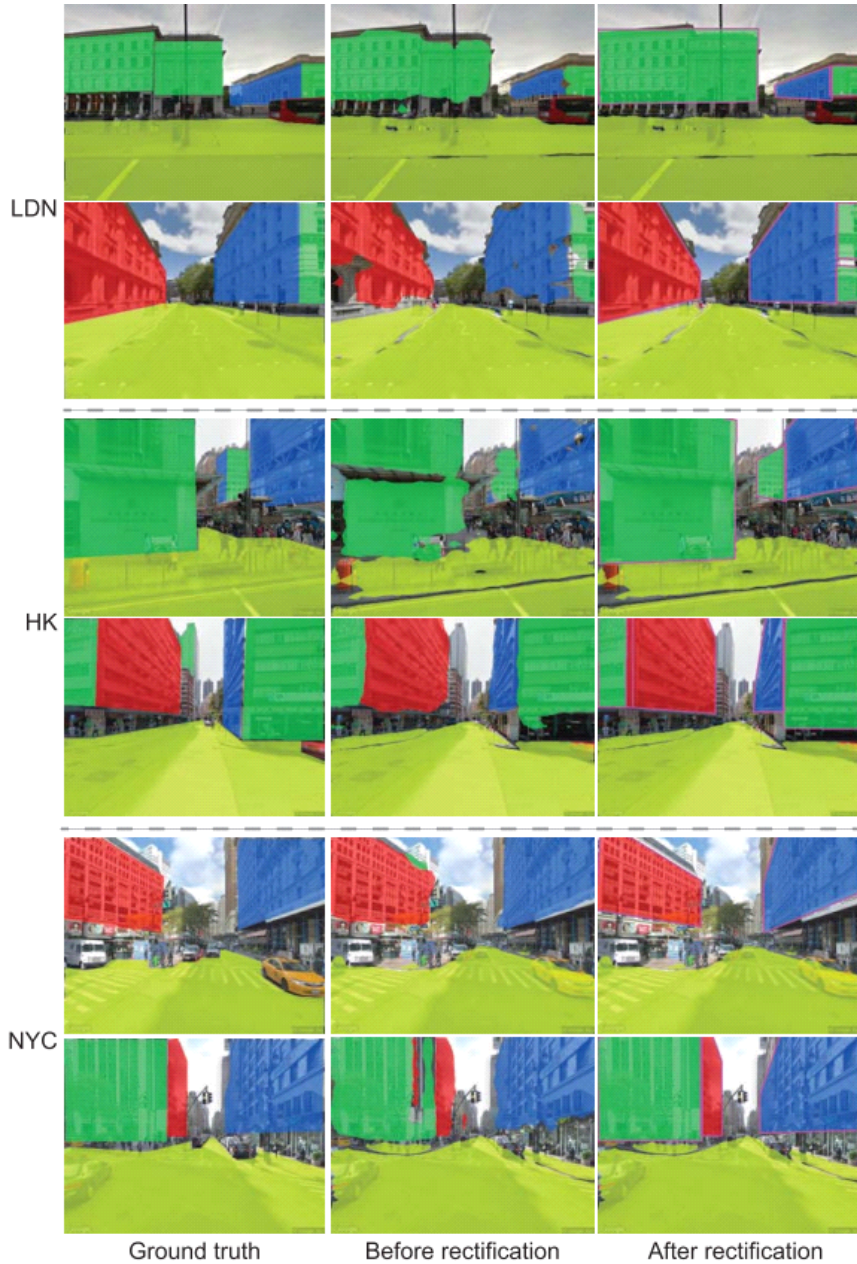 LDN
HK
NYC
Ground truth
Before rectification
After rectification